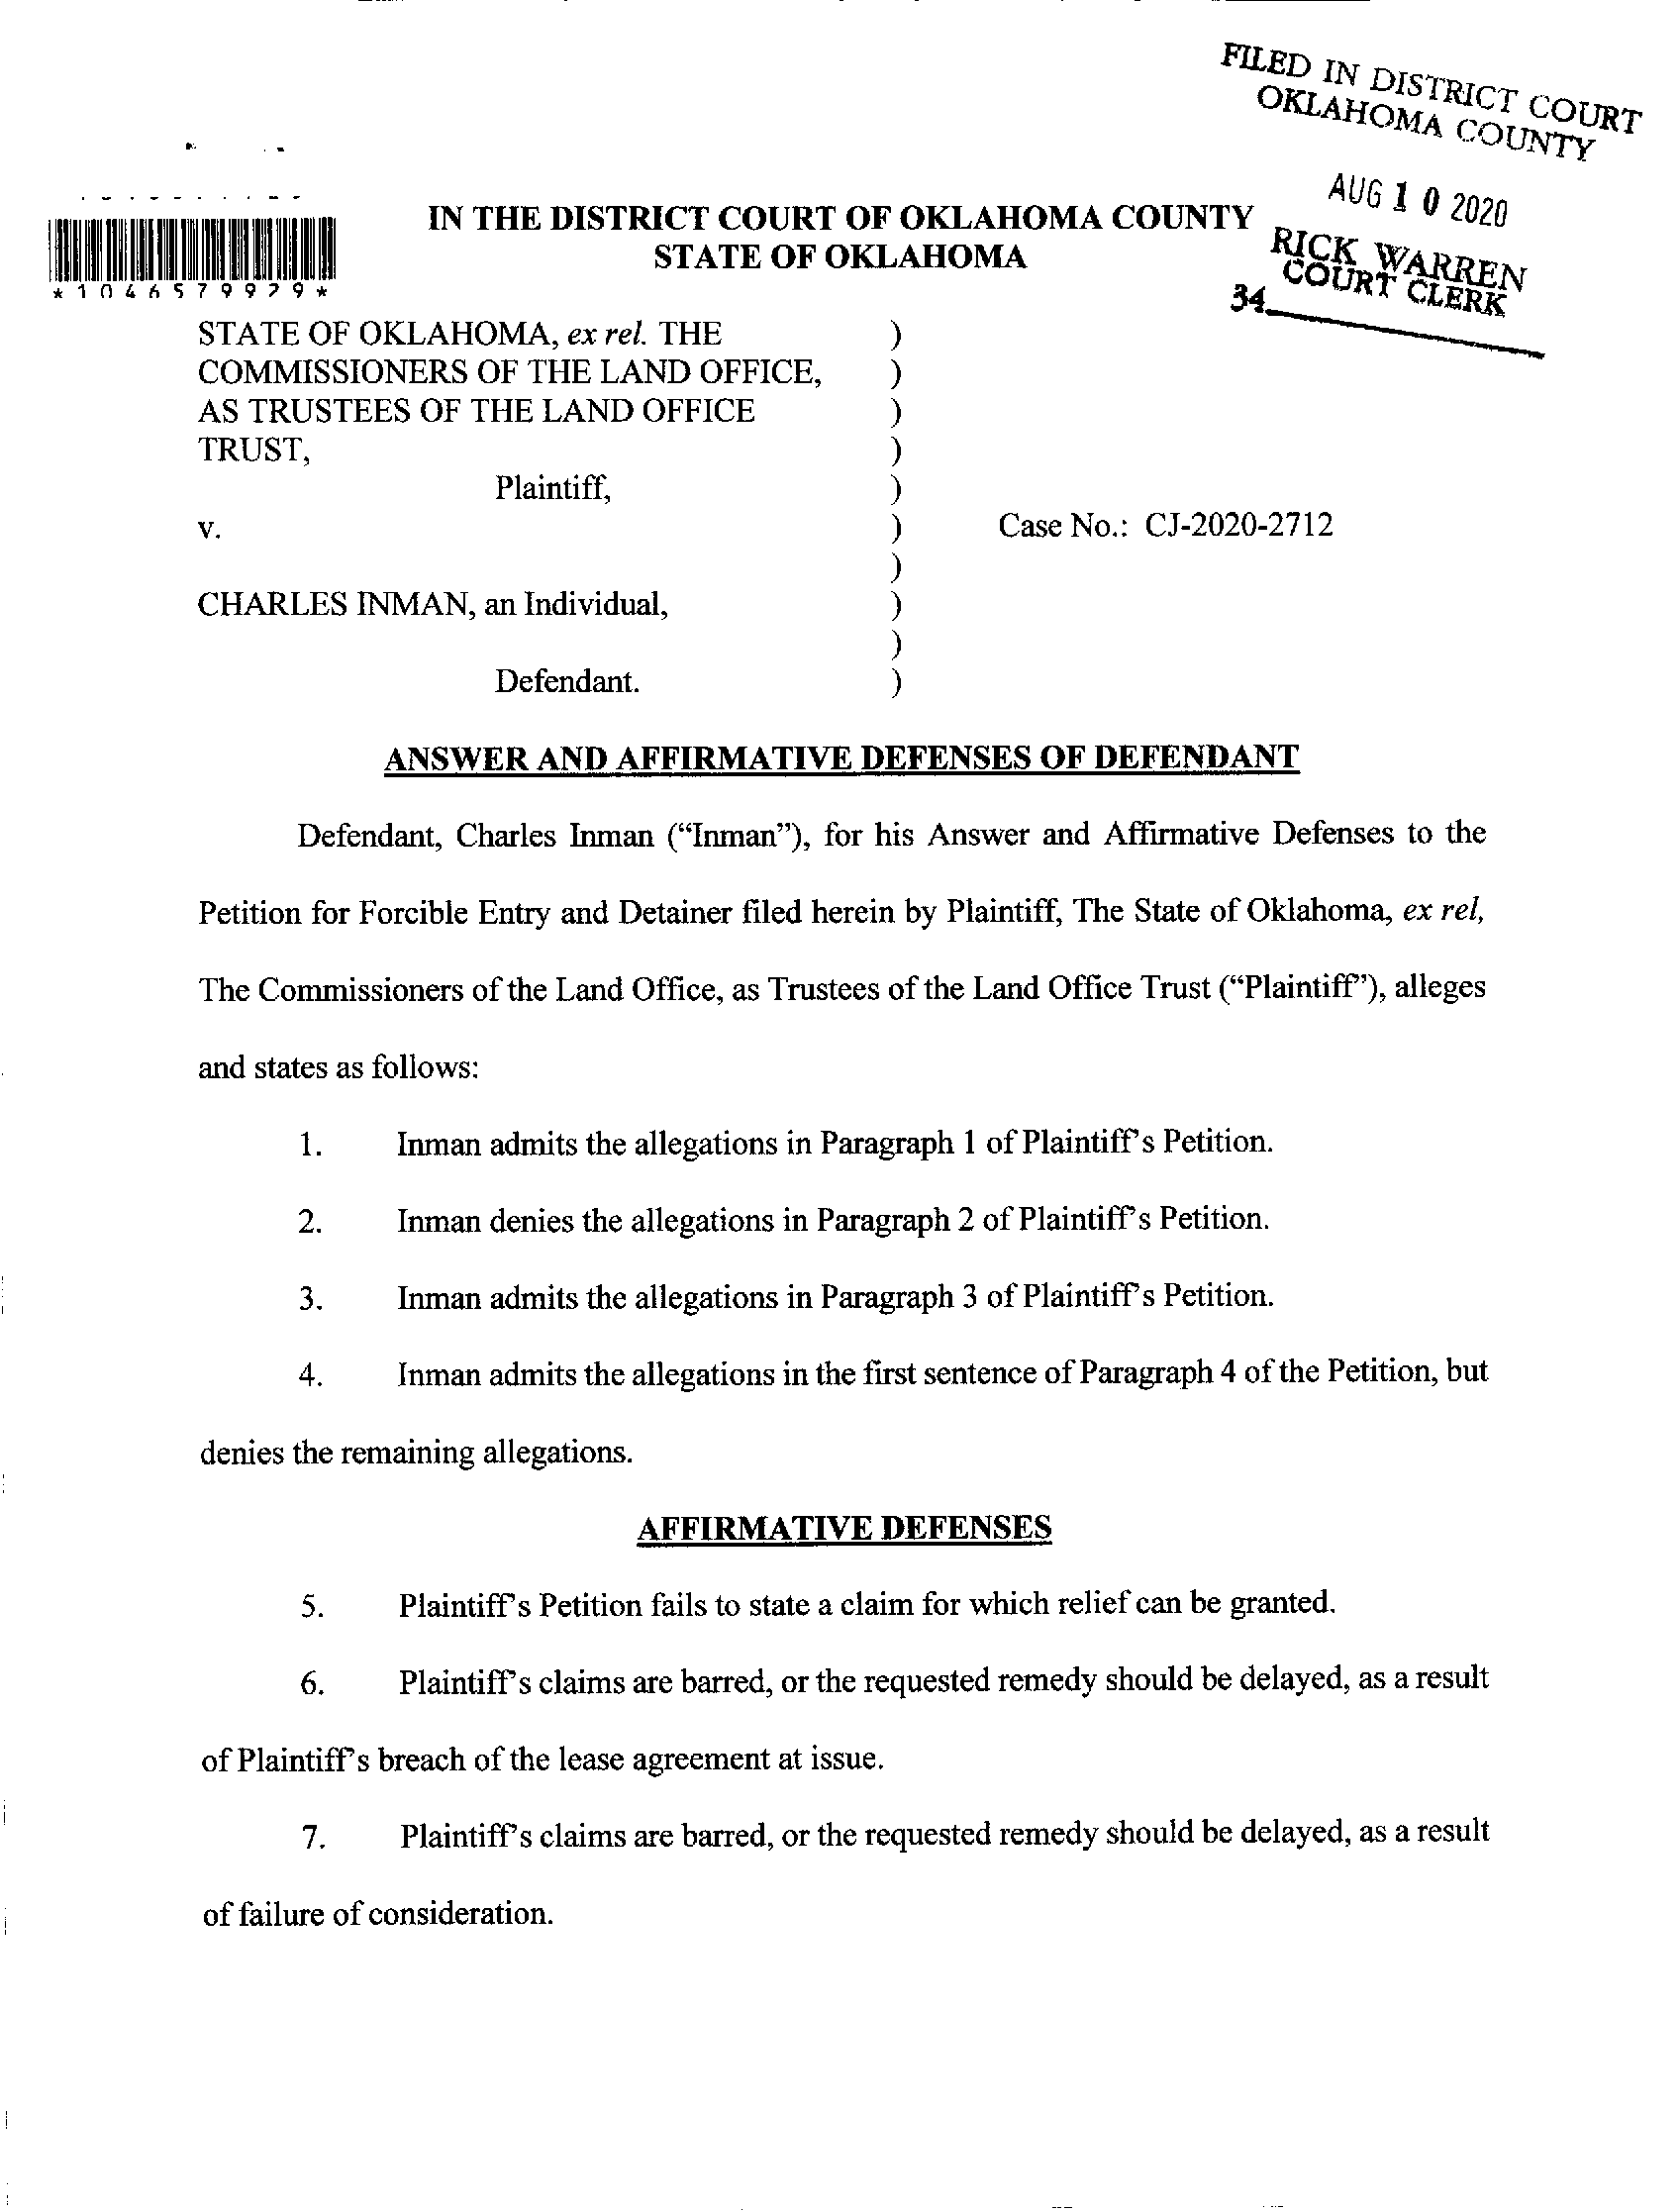 FILED IN DISTRICT COURT
OKLAHOMA COUNTY
AUG 10 2020
RICK WARREN
COURT CLERK
34
IN THE DISTRICT COURT OF OKLAHOMA COUNTY
STATE OF OKLAHOMA
*1046579929*
STATE OF OKLAHOMA, ex rel. THE )
COMMISSIONERS OF THE LAND OFFICE, )
AS TRUSTEES OF THE LAND OFFICE )
TRUST, )
Plaintiff, )
v. ) Case No.: CJ-2020-2712
)
CHARLES INMAN, an Individual, )
)
Defendant. )
ANSWER AND AFFIRMATIVE DEFENSES OF DEFENDANT
Defendant, Charles Inman (“Inman”), for his Answer and Affirmative Defenses to the
Petition for Forcible Entry and Detainer filed herein by Plaintiff, The State of Oklahoma, ex rel,
The Commissioners of the Land Office, as Trustees of the Land Office Trust (“Plaintiff”), alleges
and states as follows:
1. Inman admits the allegations in Paragraph 1 of Plaintiff's Petition.
2. Inman denies the allegations in Paragraph 2 of Plaintiff's Petition.
3. Inman admits the allegations in Paragraph 3 of Plaintiff's Petition.
4. Inman admits the allegations in the first sentence of Paragraph 4 of the Petition, but
denies the remaining allegations.
AFFIRMATIVE DEFENSES
5. Plaintiff's Petition fails to state a claim for which relief can be granted.
6. Plaintiff's claims are barred, or the requested remedy should be delayed, as a result
of Plaintiff's breach of the lease agreement at issue.
7. Plaintiff's claims are barred, or the requested remedy should be delayed, as a result
of failure of consideration.